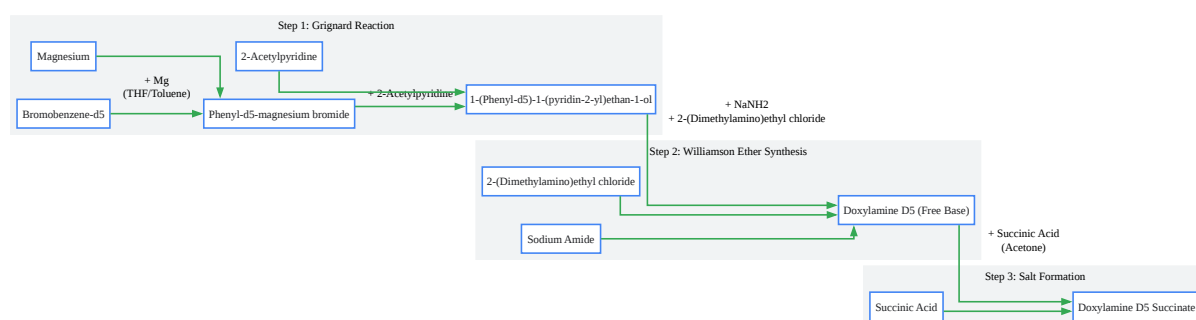 Step 1: Grignard Reaction
Magnesium
2-Acetylpyridine
+ Mg
(THF/Toluene)
+ 2-Acetylpyridine
Bromobenzene-d5
Phenyl-d5-magnesium bromide
1-(Phenyl-d5)-1-(pyridin-2-yl)ethan-1-ol
+ NaNH2
+ 2-(Dimethylamino)ethyl chloride
Step 2: Williamson Ether Synthesis
2-(Dimethylamino)ethyl chloride
Doxylamine D5 (Free Base)
Sodium Amide
+ Succinic Acid
(Acetone)
Step 3: Salt Formation
Succinic Acid
Doxylamine D5 Succinate